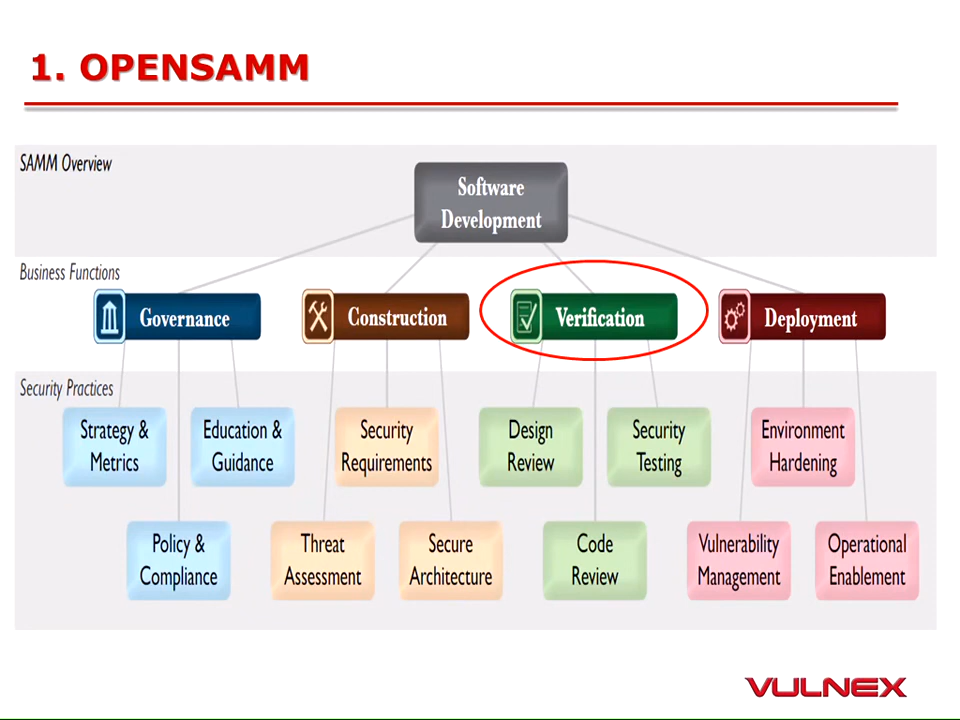 1. OPENSAMM
SAMM Overview
Software
Development
Business Functions
Governance
Construction
Verification
Deployment
Security Practices
Strategy &
Metrics
Education &
Guidance
Security
Requirements
Design
Review
Security
Testing
Environment
Hardening
Policy &
Compliance
Threat
Assessment
Secure
Architecture
Code
Review
Vulnerability
Management
Operational
Enablement
VULNEX